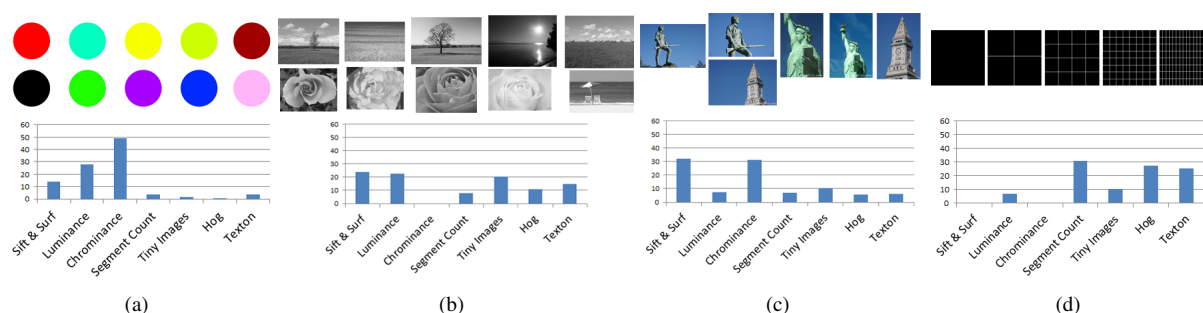 60
50
40
30
20
10
0
Sift & Surf
Luminance
Chrominance
Segment Count
Tiny Images
Hog
Texton
(a)
60
50
40
30
20
10
0
Sift & Surf
Luminance
Chrominance
Segment Count
Tiny Images
Hog
Texton
(b)
60
50
40
30
20
10
0
Sift & Surf
Luminance
Chrominance
Segment Count
Tiny Images
Hog
Texton
(c)
60
50
40
30
20
10
0
Sift & Surf
Luminance
Chrominance
Segment Count
Tiny Images
Hog
Texton
(d)